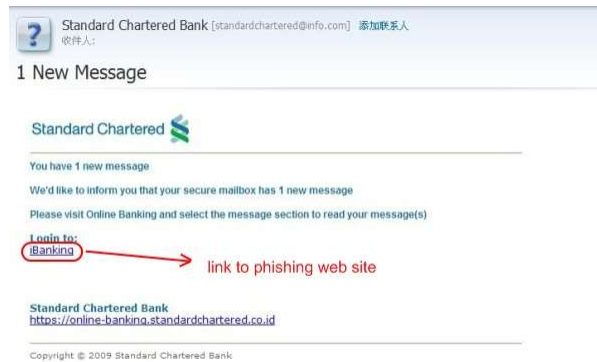 Standard Chartered Bank [standardchartered@info.com] 添加联系人
收件人:
1 New Message
Standard Chartered
You have 1 new message
We'd like to inform you that your secure mailbox has 1 new message
Please visit Online Banking and select the message section to read your message(s)
Login to:
iBanking
link to phishing web site
Standard Chartered Bank
https://online-banking.standardchartered.co.id
Copyright © 2009 Standard Chartered Bank